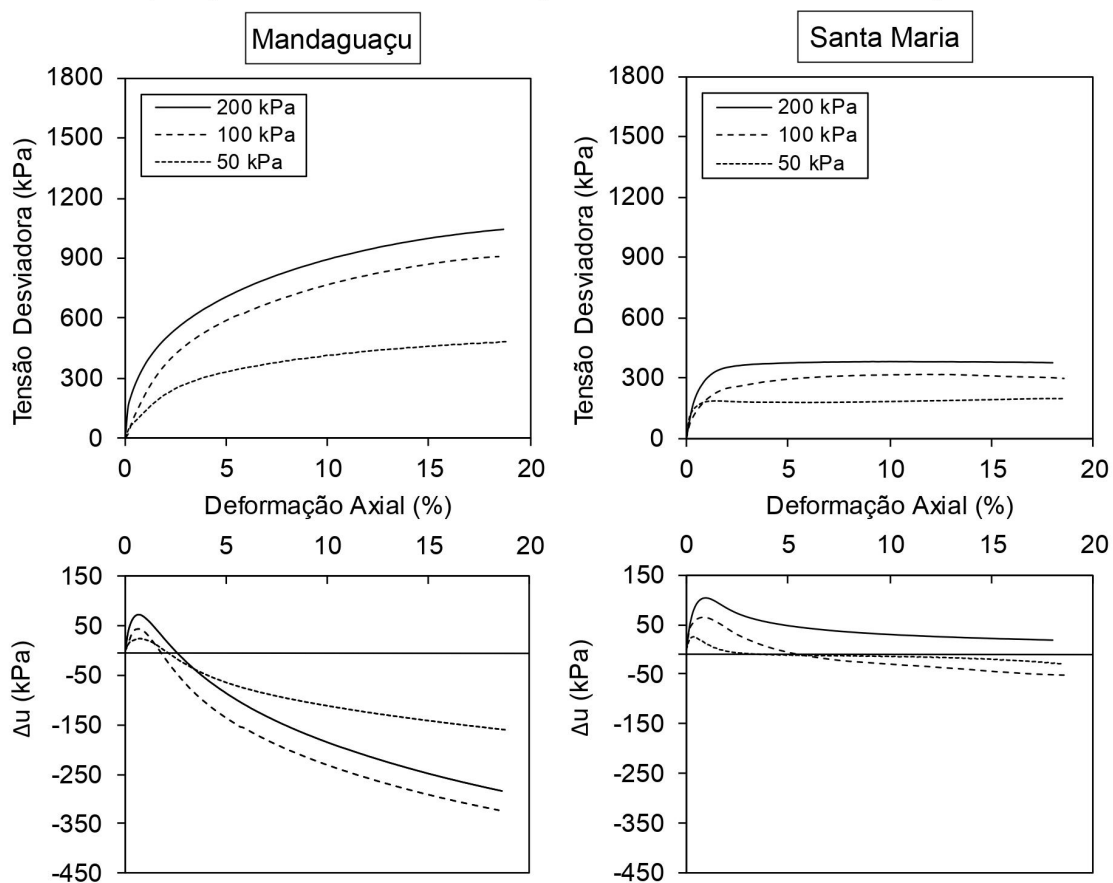 Mandaguaçu
Santa Maria
1800
1500
1200
900
600
300
0
Tensão Desviadora (kPa)
200 kPa
100 kPa
50 kPa
0 5 10 15 20
Deformação Axial (%)
1800
1500
1200
900
600
300
0
Tensão Desviadora (kPa)
200 kPa
100 kPa
50 kPa
0 5 10 15 20
Deformação Axial (%)
0 5 10 15 20
150
50
-50
-150
-250
-350
-450
Δu (kPa)
0 5 10 15 20
150
50
-50
-150
-250
-350
-450
Δu (kPa)